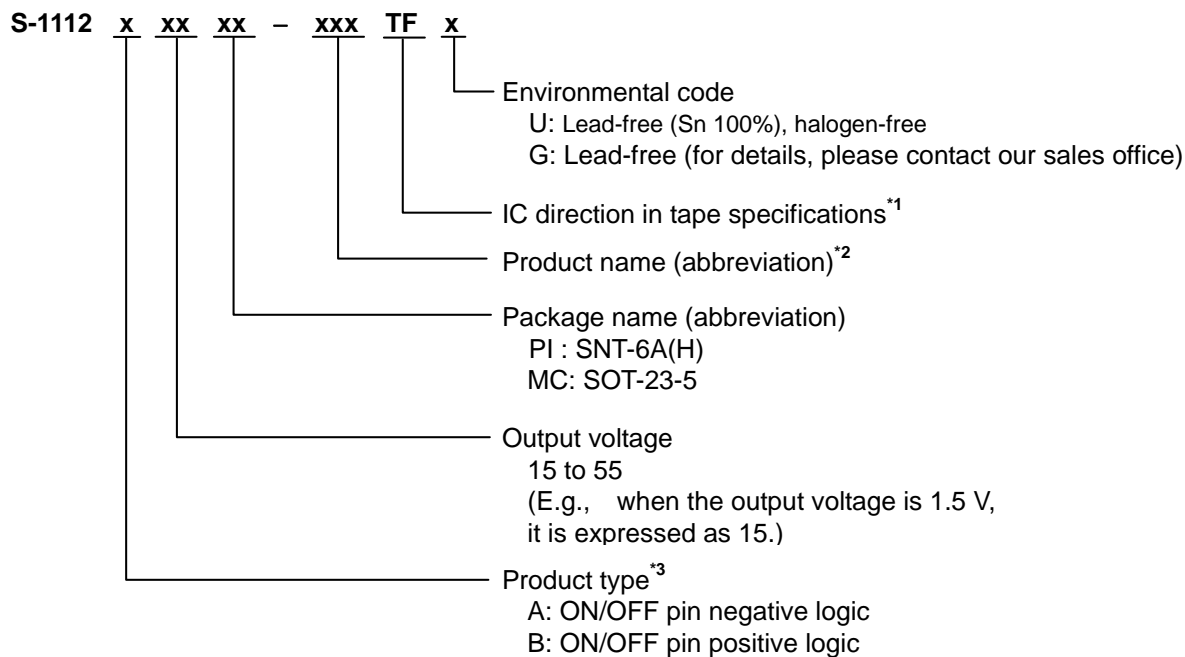 S-1112 x xx xx – xxx TF x
Environmental code
U: Lead-free (Sn 100%), halogen-free
G: Lead-free (for details, please contact our sales office)
IC direction in tape specifications*1
Product name (abbreviation)*2
Package name (abbreviation)
PI : SNT-6A(H)
MC: SOT-23-5
Output voltage
15 to 55
(E.g., when the output voltage is 1.5 V,
it is expressed as 15.)
Product type*3
A: ON/OFF pin negative logic
B: ON/OFF pin positive logic